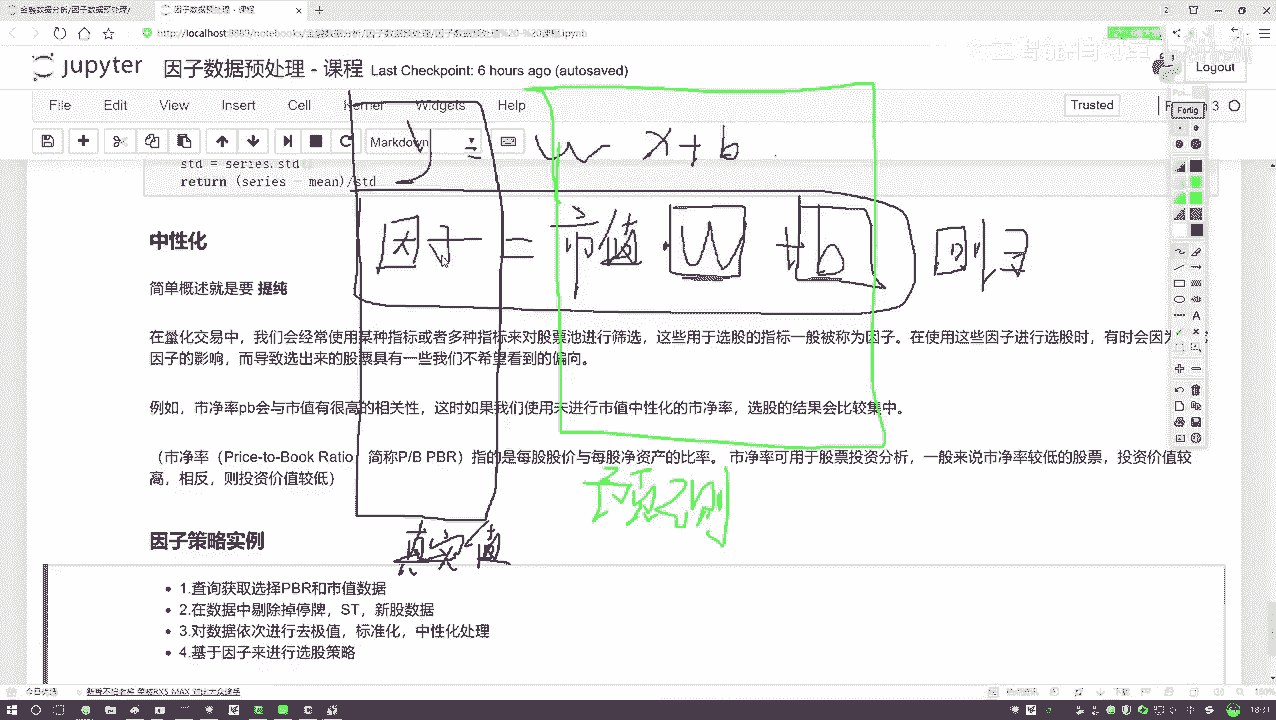 因子数据预处理 - 课程
http://localhost
jupyter 因子数据预处理 - 课程 Last Checkpoint: 6 hours ago (autosaved)
Logout
File Edit View Insert Cell Kernel Widgets Help
Trusted
3
Fertig
Markdown
y = w x + b
std = series.std
return (series mean)/std
因子 = 市值 · W + b 回归
中性化
简单概述就是要 提纯
在量化交易中，我们会经常使用某种指标或者多种指标来对股票池进行筛选，这些用于选股的指标一般被称为因子。在使用这些因子进行选股时，有时会因为
因子的影响，而导致选出来的股票具有一些我们不希望看到的偏向。
例如，市净率pb会与市值有很高的相关性，这时如果我们使用未进行市值中性化的市净率，选股的结果会比较集中。
（市净率（Price-to-Book Ratio 简称P/B PBR）指的是每股股价与每股净资产的比率。 市净率可用于股票投资分析，一般来说市净率较低的股票，投资价值较
高，相反，则投资价值较低）
预测
真实值
因子策略实例
1.查询获取选择PBR和市值数据
2.在数据中剔除掉停牌，ST，新股数据
3.对数据依次进行去极值，标准化，中性化处理
4.基于因子来进行选股策略